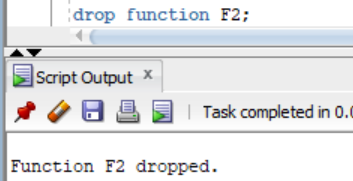 drop function F2;
Script Output x
Task completed in 0.0
Function F2 dropped.